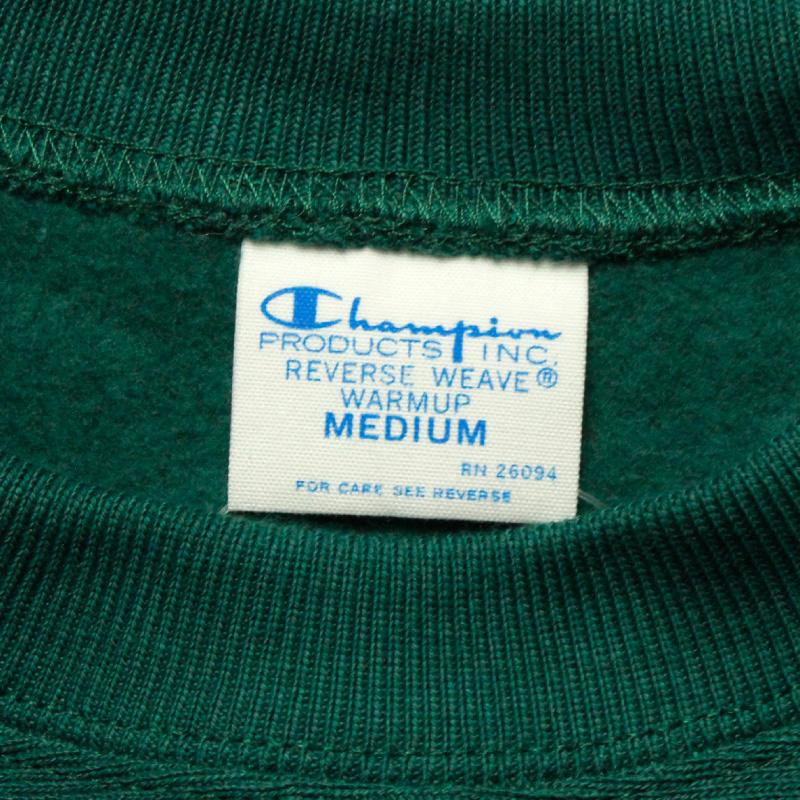 Champion
PRODUCTS INC.
REVERSE WEAVE®
WARMUP
MEDIUM
RN 26094
FOR CARE SEE REVERSE